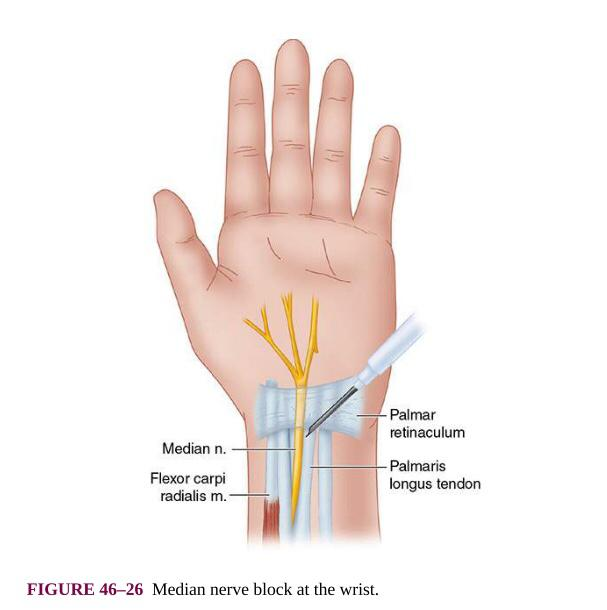 Palmar
retinaculum
Median n.
Palmaris
longus tendon
Flexor carpi
radialis m.
FIGURE 46–26 Median nerve block at the wrist.